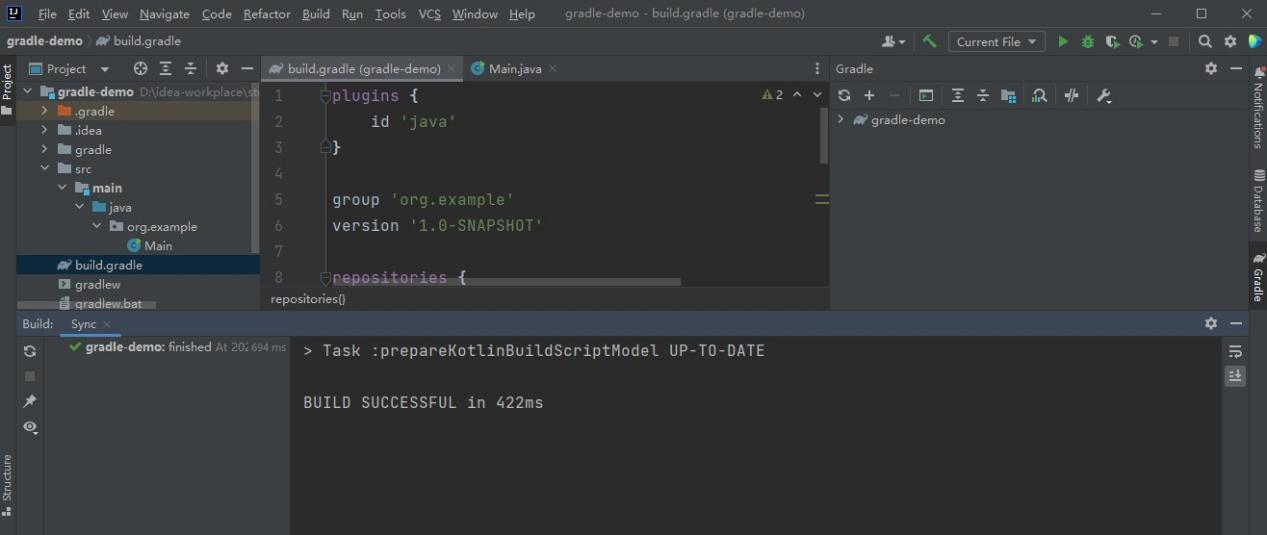 File Edit View Navigate Code Refactor Build Run Tools VCS Window Help gradle-demo - build.gradle (gradle-demo)
gradle-demo build.gradle
Current File
Project
Project
build.gradle (gradle-demo)
Main.java
Gradle
gradle-demo D:\idea-workplace\
.gradle
.idea
gradle
src
main
java
org.example
Main
build.gradle
gradlew
gradlew.bat
1 plugins {
2 id 'java'
3 }
4
5 group 'org.example'
6 version '1.0-SNAPSHOT'
7
8 repositories {
2
repositories{}
gradle-demo
Notifications
Database
Gradle
Build: Sync
gradle-demo: finished At 694 ms
> Task :prepareKotlinBuildScriptModel UP-TO-DATE
BUILD SUCCESSFUL in 422ms
Structure